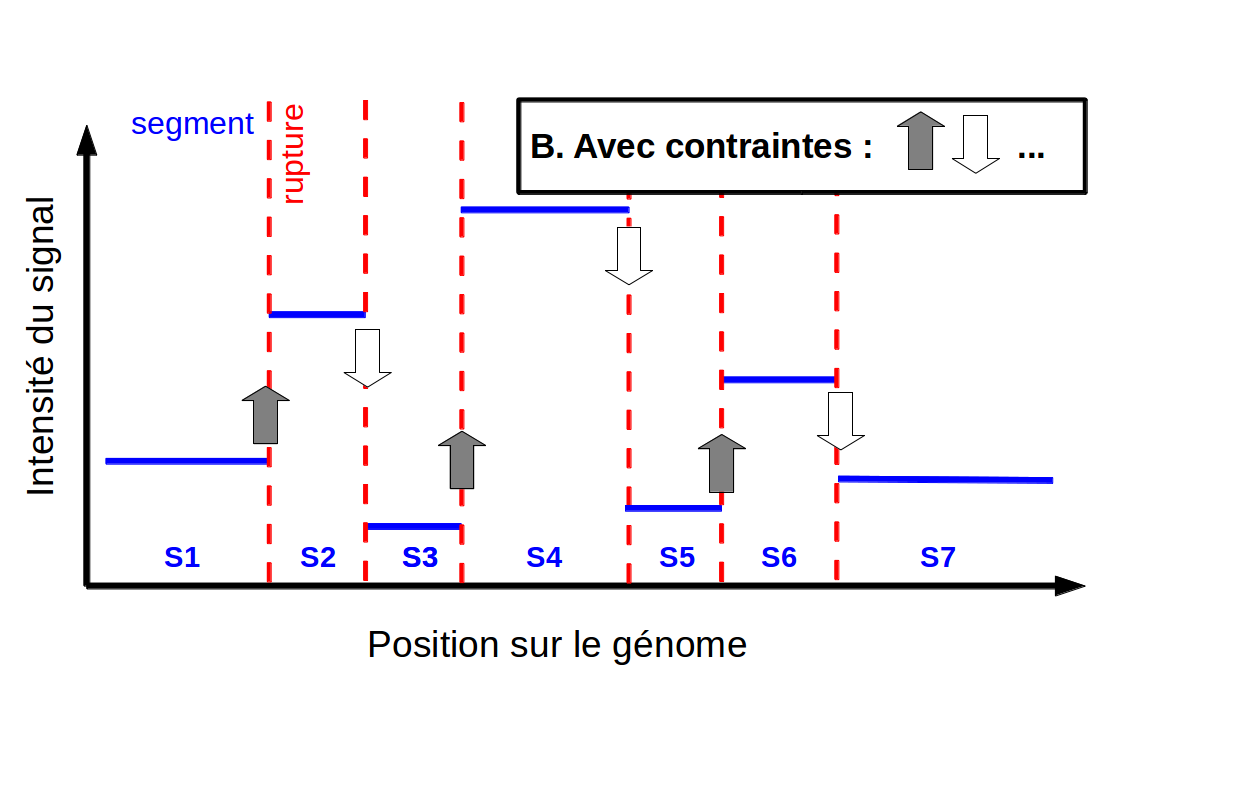 segment
rupture
B. Avec contraintes : ...
Intensité du signal
S1 S2 S3 S4 S5 S6 S7
Position sur le génome